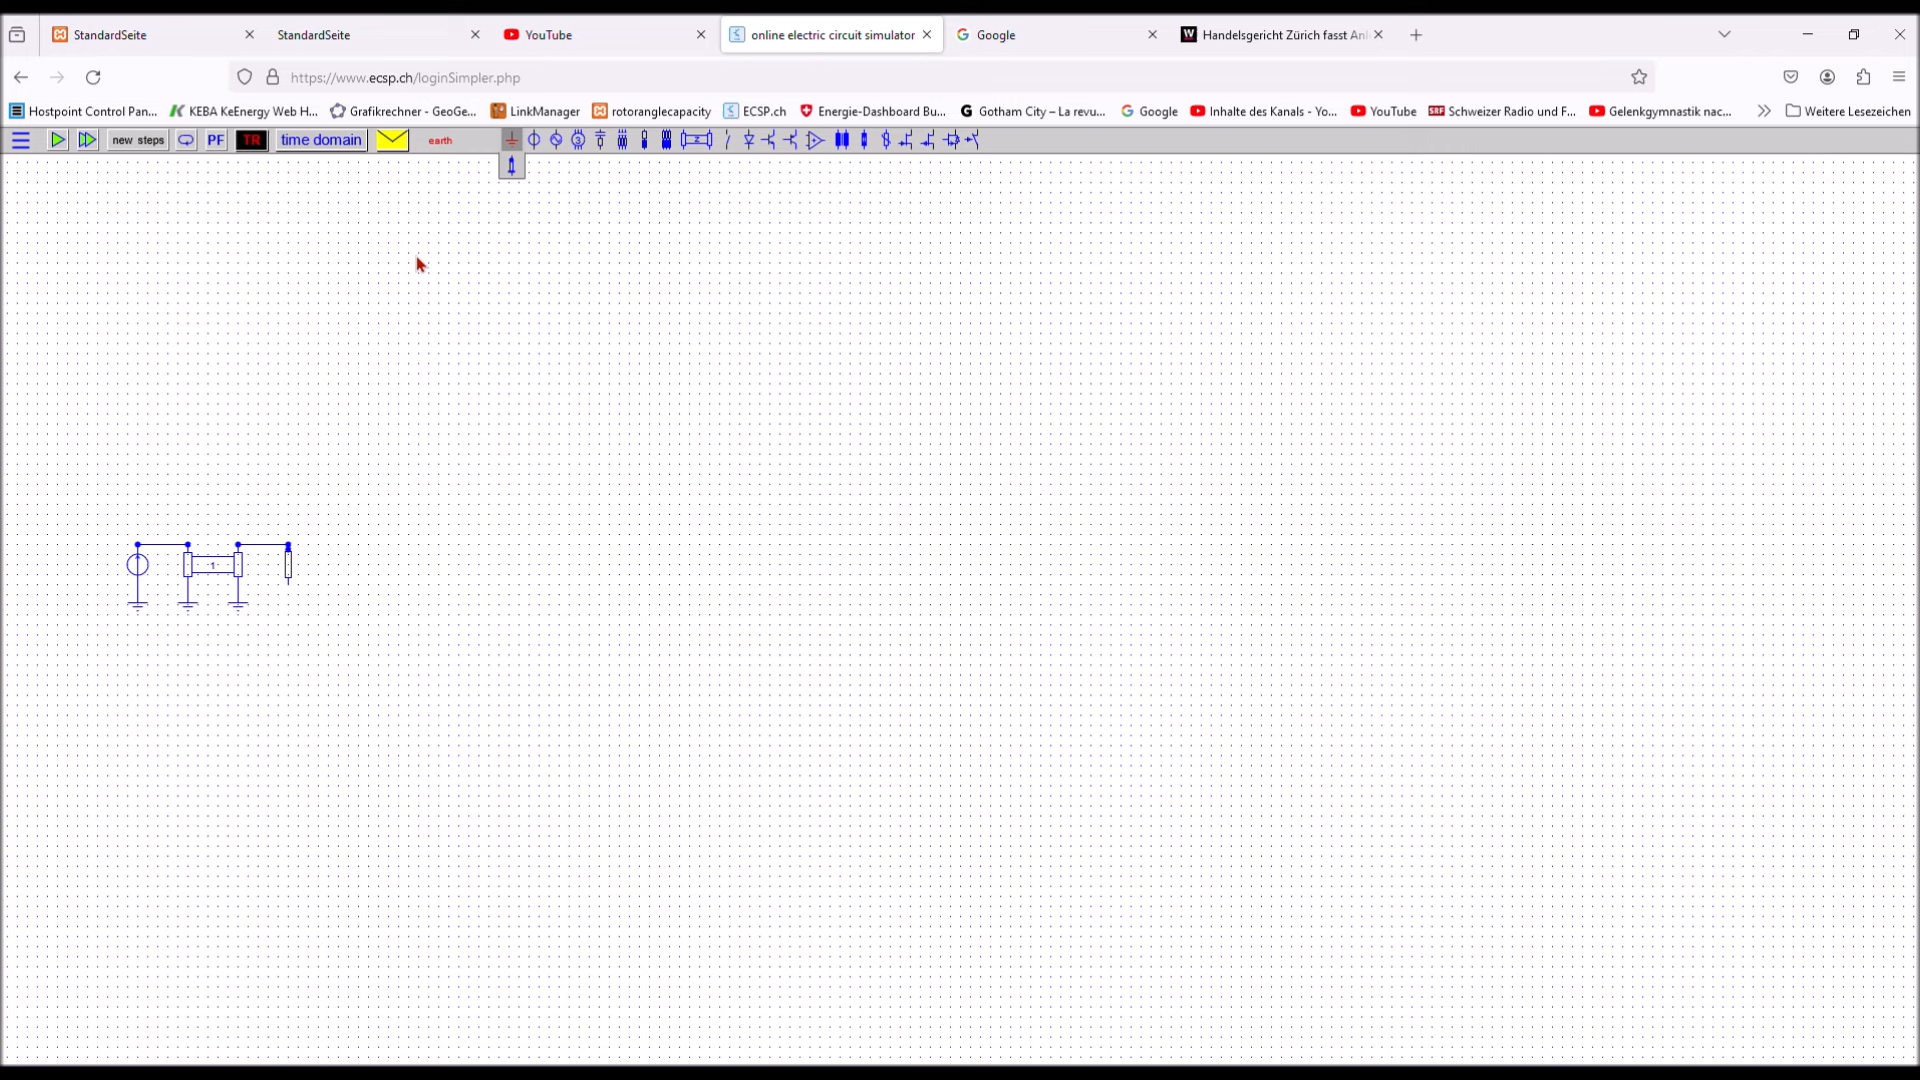 StandardSeite
StandardSeite
YouTube
online electric circuit simulator
Google
Handelsgericht Zürich fasst Anl
https://www.ecsp.ch/loginSimpler.php
Hostpoint Control Pan...
KEBA KeEnergy Web H...
Grafikrechner - GeoGe...
LinkManager
rotoranglecapacity
ECSP.ch
Energie-Dashboard Bu...
Gotham City – La revu...
Google
Inhalte des Kanals - Yo...
YouTube
Schweizer Radio und F...
Gelenkgymnastik nac...
Weitere Lesezeichen
new steps
PF
TR
time domain
earth
3
Z
1